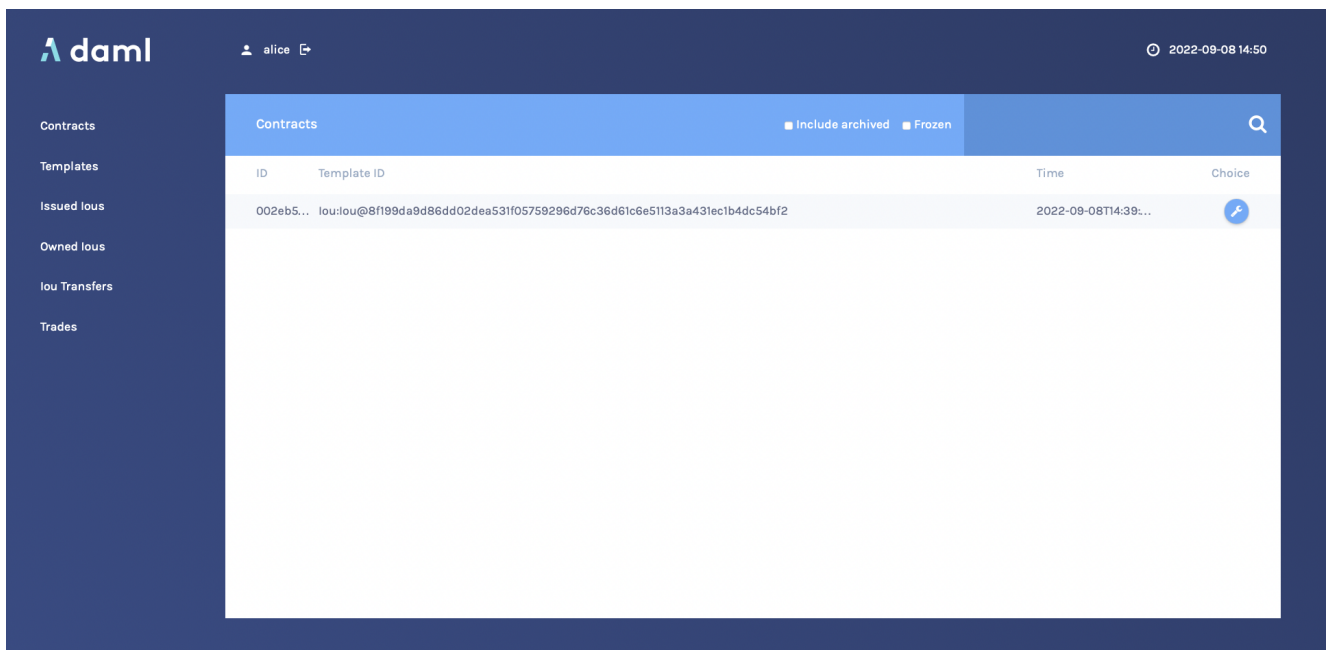 daml
alice
2022-09-08 14:50
Contracts
Templates
Issued Ious
Owned Ious
Iou Transfers
Trades
Contracts
Include archived
Frozen
ID Template ID Time Choice
002eb5... Iou:Iou@8f199da9d86dd02dea531f05759296d76c36d61c6e5113a3a431ec1b4dc54bf2 2022-09-08T14:39:...